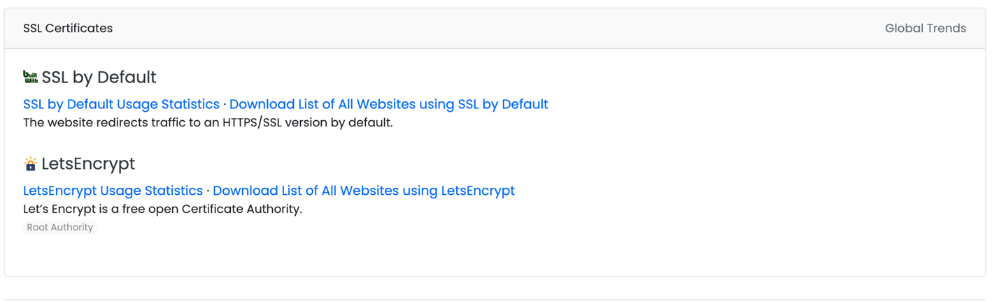 SSL Certificates Global Trends
built With SSL by Default
SSL by Default Usage Statistics · Download List of All Websites using SSL by Default
The website redirects traffic to an HTTPS/SSL version by default.
LetsEncrypt
LetsEncrypt Usage Statistics · Download List of All Websites using LetsEncrypt
Let’s Encrypt is a free open Certificate Authority.
Root Authority